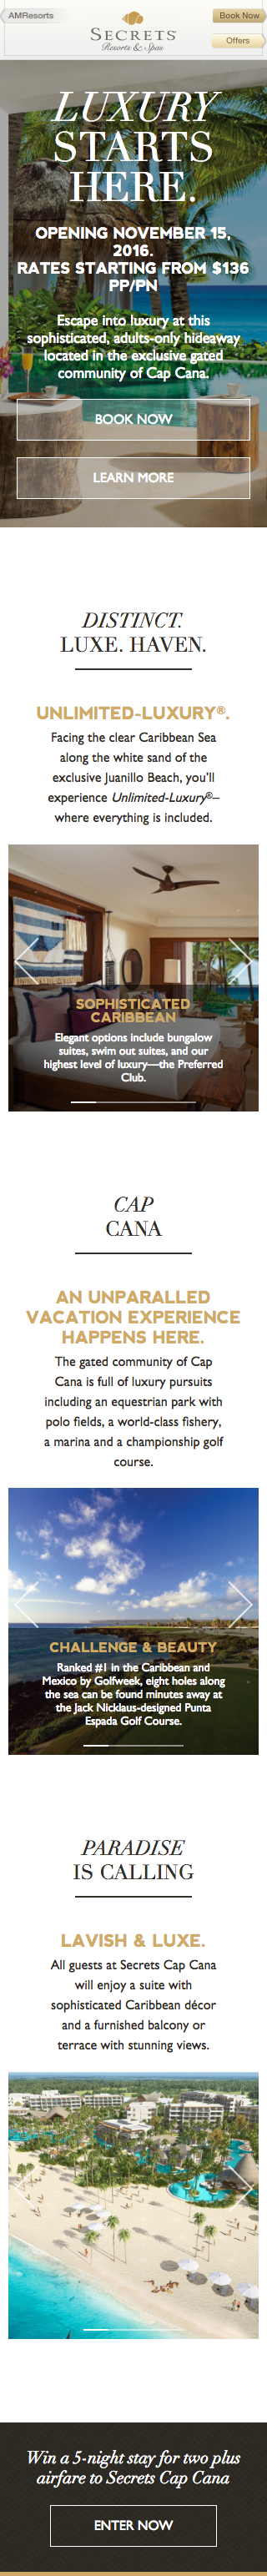 AMResorts
SECRETS®
Resorts & Spas
Book Now
Offers
LUXURY
STARTS
HERE.
OPENING NOVEMBER 15,
2016.
RATES STARTING FROM $136
PP/PN
Escape into luxury at this
sophisticated, adults-only hideaway
located in the exclusive gated
community of Cap Cana.
BOOK NOW
LEARN MORE
DISTINCT.
LUXE. HAVEN.
UNLIMITED-LUXURY®.
Facing the clear Caribbean Sea
along the white sand of the
exclusive Juanillo Beach, you'll
experience Unlimited-Luxury®–
where everything is included.
SOPHISTICATED
CARIBBEAN
Elegant options include bungalow
suites, swim out suites, and our
highest level of luxury—the Preferred
Club.
CAP
CANA
AN UNPARALLED
VACATION EXPERIENCE
HAPPENS HERE.
The gated community of Cap
Cana is full of luxury pursuits
including an equestrian park with
polo fields, a world-class fishery,
a marina and a championship golf
course.
CHALLENGE & BEAUTY
Ranked #1 in the Caribbean and
Mexico by Golfweek, eight holes along
the sea can be found minutes away at
the Jack Nicklaus-designed Punta
Espada Golf Course.
PARADISE
IS CALLING
LAVISH & LUXE.
All guests at Secrets Cap Cana
will enjoy a suite with
sophisticated Caribbean décor
and a furnished balcony or
terrace with stunning views.
Win a 5-night stay for two plus
airfare to Secrets Cap Cana
ENTER NOW